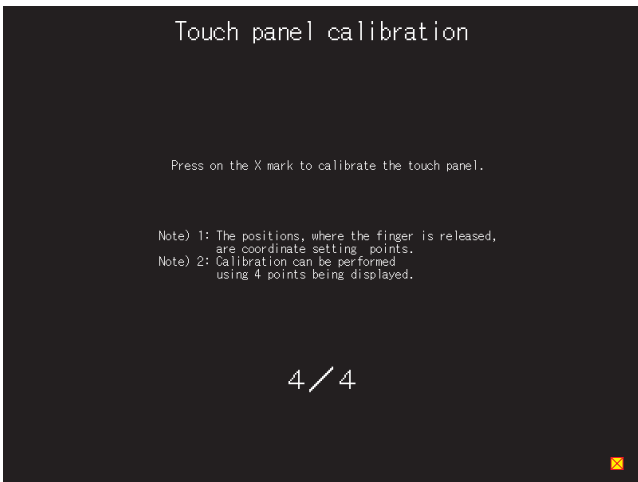 Touch panel calibration
Press on the X mark to calibrate the touch panel.
Note) 1: The positions, where the finger is released,
are coordinate setting points.
Note) 2: Calibration can be performed
using 4 points being displayed.
4/4